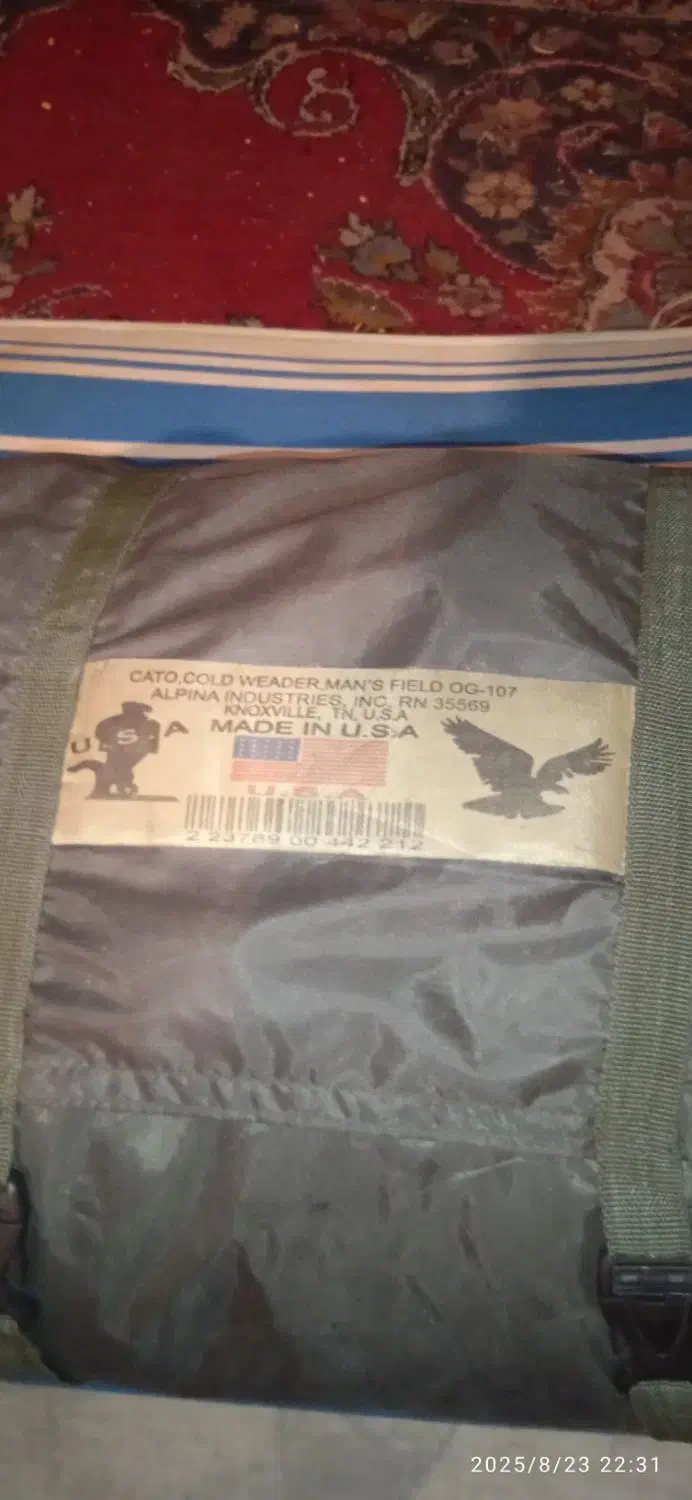 CATO,COLD WEADER,MAN'S FIELD OG-107
ALPINA INDUSTRIES, INC, RN 35569
KNOXVILLE, TN, U.S.A
MADE IN U.S.A
U S A
U.S.A
2 23789 00 442 212
2025/8/23 22:31